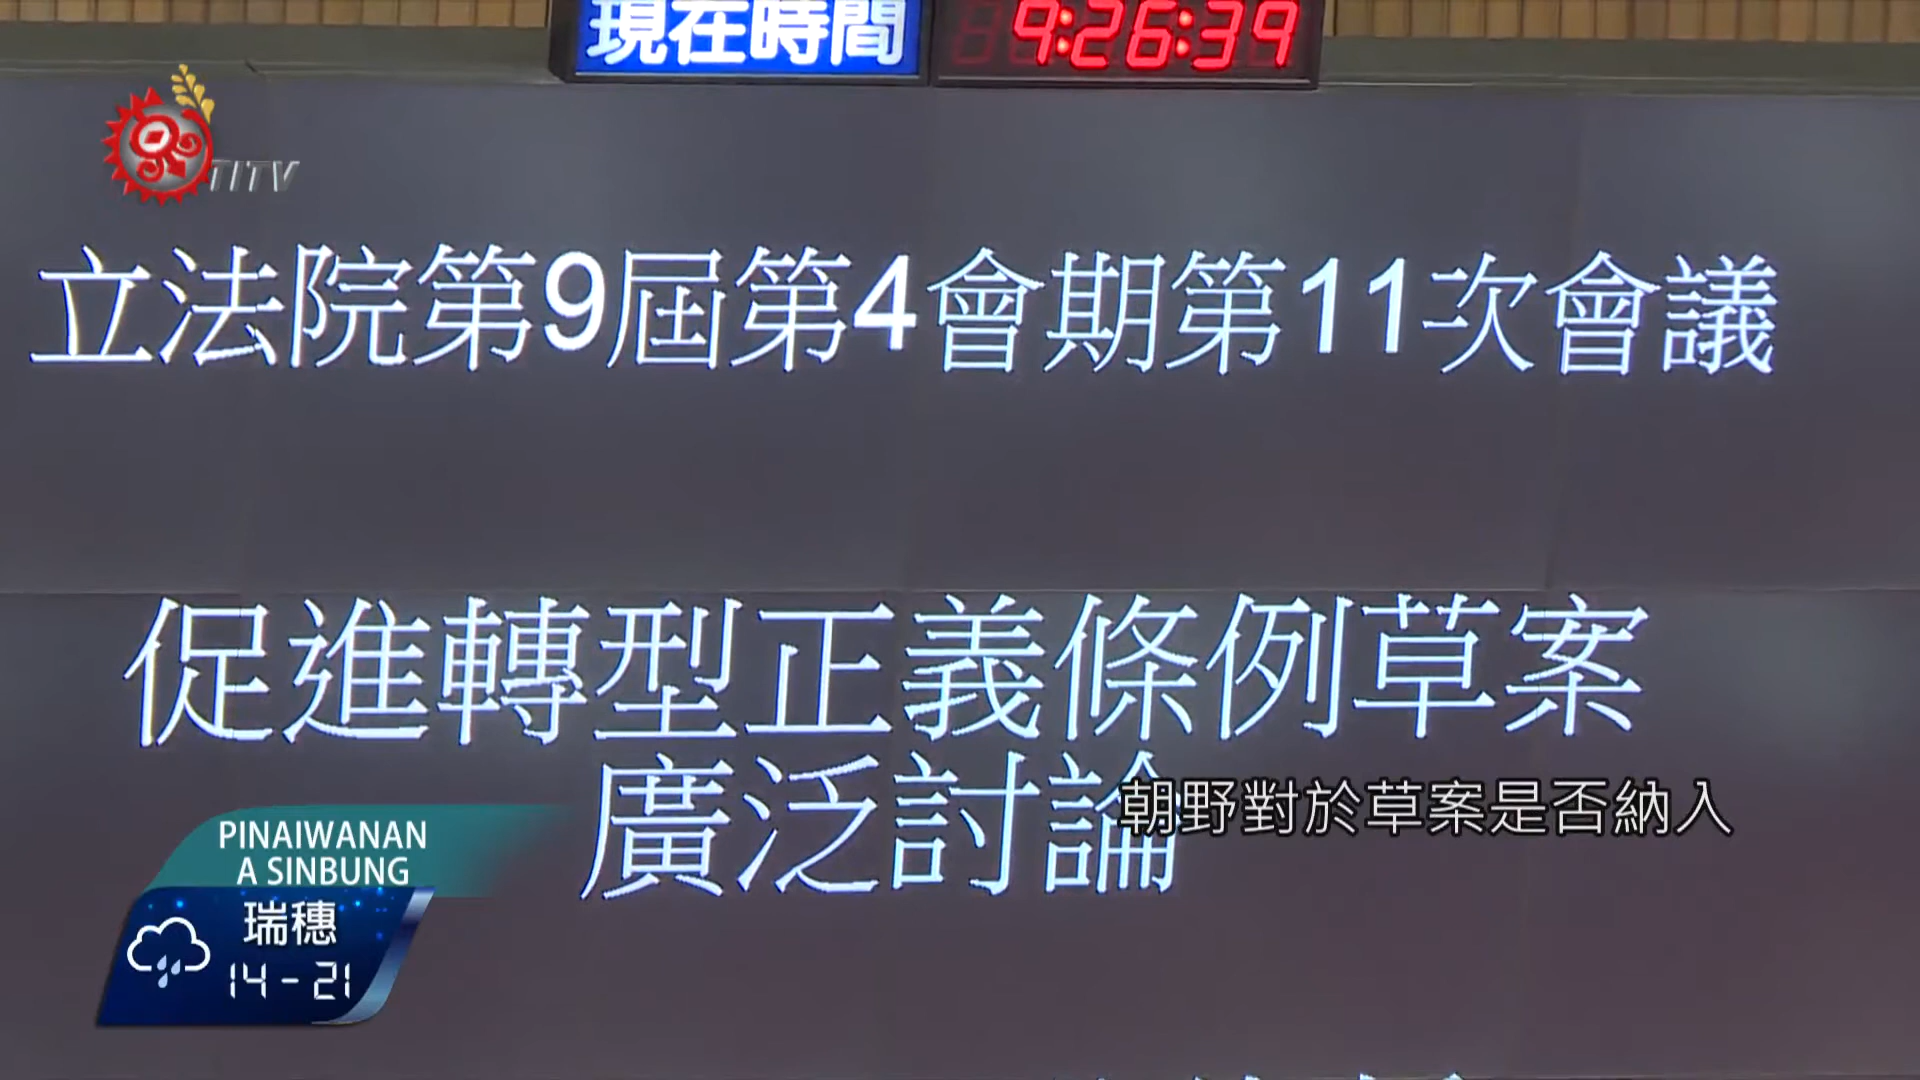 現在時間 9:26:39
TITV
立法院第9屆第4會期第11次會議
促進轉型正義條例草案
廣泛討論
朝野對於草案是否納入
PINAIWANAN
A SINBUNG
瑞穗
14-21